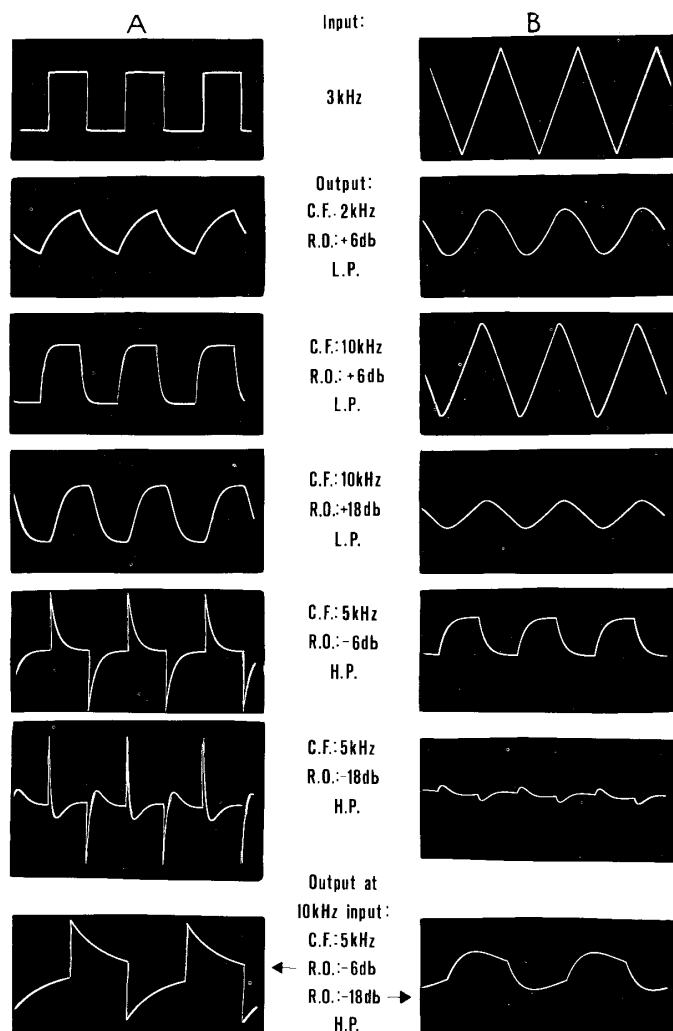 A
Input:
B
3kHz
Output:
C.F.:2kHz
R.O.:+6db
L.P.
C.F.:10kHz
R.O.:+6db
L.P.
C.F.:10kHz
R.O.:+18db
L.P.
C.F.:5kHz
R.O.:-6db
H.P.
C.F.:5kHz
R.O.:-18db
H.P.
Output at
10kHz input:
C.F.:5kHz
R.O.:-6db
R.O.:-18db
H.P.